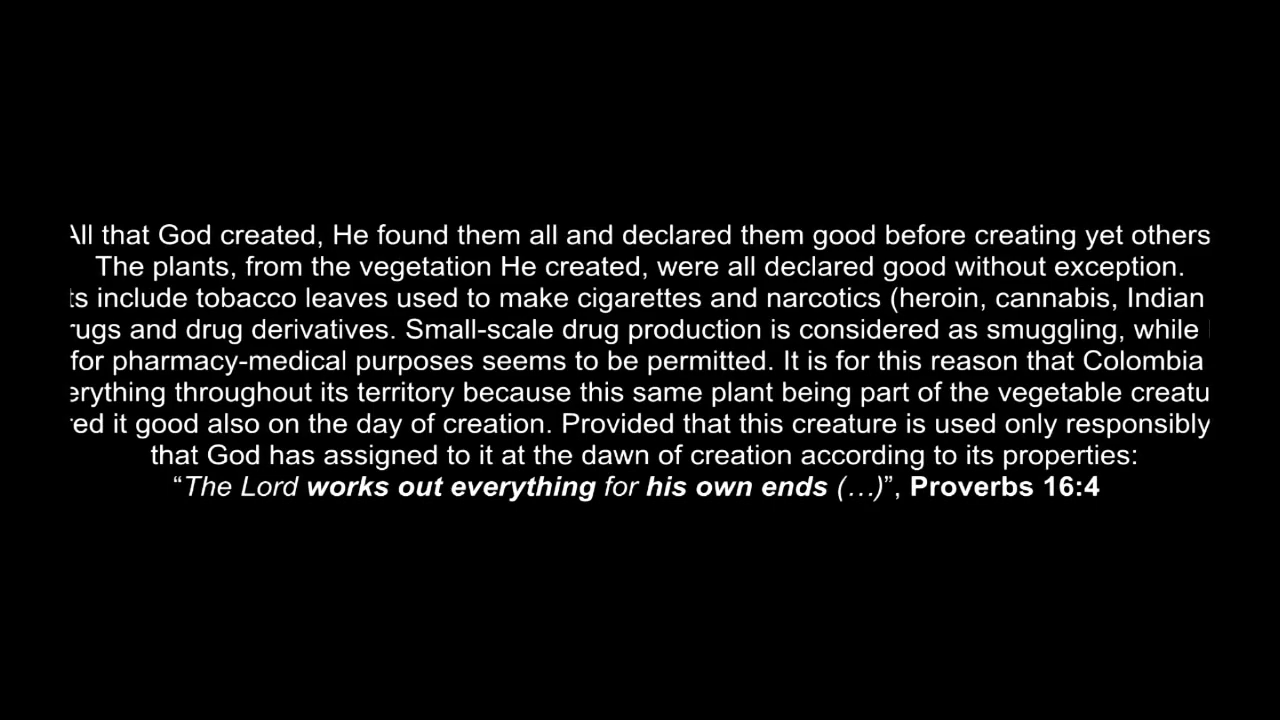 All that God created, He found them all and declared them good before creating yet others
The plants, from the vegetation He created, were all declared good without exception.
ts include tobacco leaves used to make cigarettes and narcotics (heroin, cannabis, Indian
rugs and drug derivatives. Small-scale drug production is considered as smuggling, while
for pharmacy-medical purposes seems to be permitted. It is for this reason that Colombia
erything throughout its territory because this same plant being part of the vegetable creatu
red it good also on the day of creation. Provided that this creature is used only responsibly
that God has assigned to it at the dawn of creation according to its properties:
“The Lord works out everything for his own ends (…)”, Proverbs 16:4